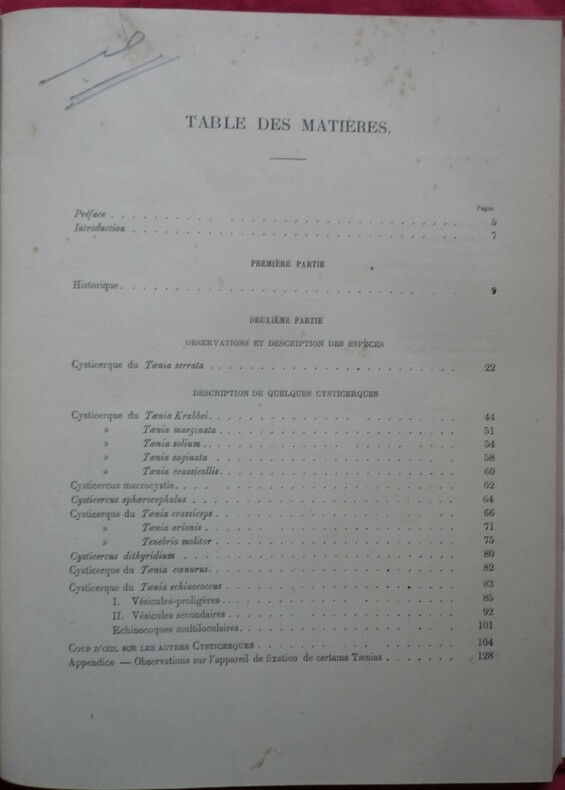 TABLE DES MATIÈRES.
Pages
Préface . . . . . . . . . . . . . . . . . . . . 5
Introduction . . . . . . . . . . . . . . . . . . . . 7
PREMIÈRE PARTIE
Historique. . . . . . . . . . . . . . . . . . . . 9
DEUXIÈME PARTIE
OBSERVATIONS ET DESCRIPTION DES ESPÈCES
Cysticerque du Tænia serrata . . . . . . . . . . . . . . . 22
DESCRIPTION DE QUELQUES CYSTICERQUES
Cysticerque du Tænia Krabbei. . . . . . . . . . . . . . . 44
» Tænia marginata . . . . . . . . . . . . . . . 51
» Tænia solium . . . . . . . . . . . . . . . 54
» Tænia saginata . . . . . . . . . . . . . . . 58
» Tænia crassicollis. . . . . . . . . . . . . . . 60
Cysticercus macrocystis. . . . . . . . . . . . . . . 62
Cysticercus sphærocephalus . . . . . . . . . . . . . . . 64
Cysticerque du Tænia crassiceps . . . . . . . . . . . . . . . 66
» Tænia arionis . . . . . . . . . . . . . . . 71
» Tenebrio molitor . . . . . . . . . . . . . . . 75
Cysticercus dithyridium . . . . . . . . . . . . . . . 80
Cysticerque du Tænia cœnurus. . . . . . . . . . . . . . . 82
Cysticerque du Tænia echinococcus . . . . . . . . . . . . . . . 83
I. Vésicules-proligères . . . . . . . . . . . . . . . 85
II. Vésicules secondaires . . . . . . . . . . . . . . . 92
Echinocoques multiloculaires. . . . . . . . . . . . . . . 101
COUP D'ŒIL SUR LES AUTRES CYSTICERQUES . . . . . . . . . . . . 104
Appendice — Observations sur l'appareil de fixation de certains Tænias . . . . . . 128